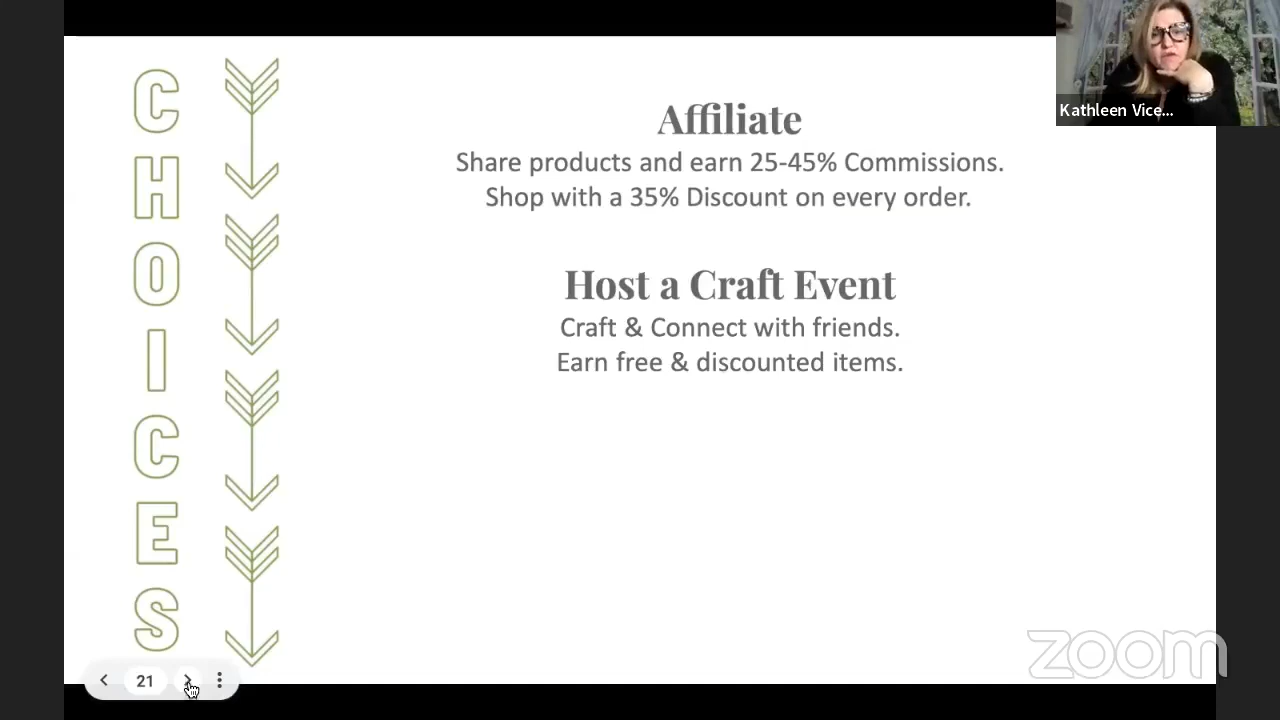 CHOICES
Affiliate
Share products and earn 25-45% Commissions.
Shop with a 35% Discount on every order.
Host a Craft Event
Craft & Connect with friends.
Earn free & discounted items.
Kathleen Vice...
21
zoom